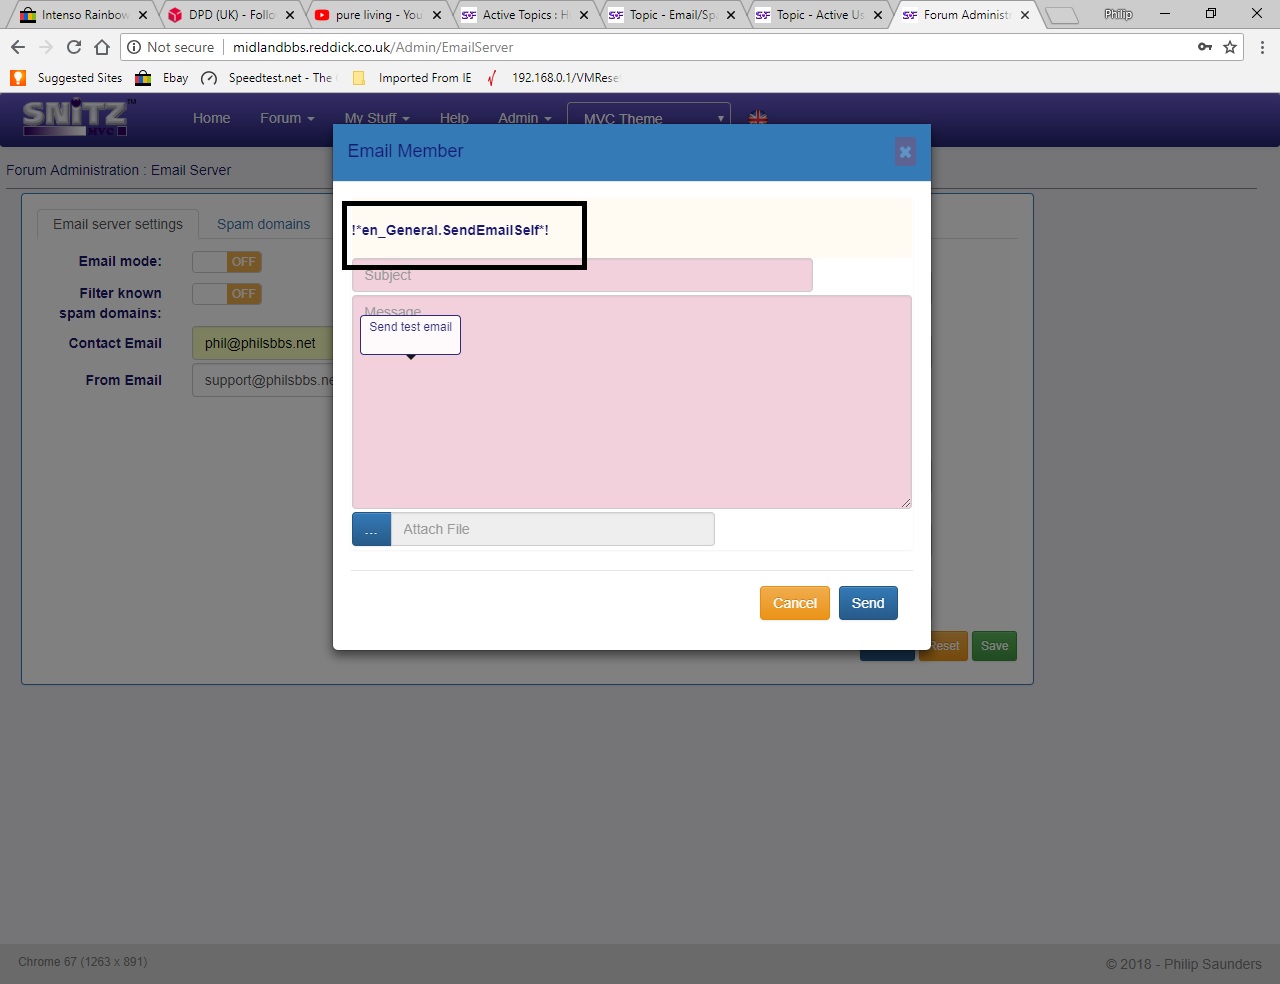 Intenso Rainbow
DPD (UK) - Follo
pure living - You
Active Topics : H
Topic - Email/Sp
Topic - Active Us
Forum Administ
Philip
Not secure
midlandbbs.reddick.co.uk/Admin/EmailServer
Suggested Sites
Ebay
Speedtest.net - The
Imported From IE
192.168.0.1/VMRese
SNiTZ™
MVC
Home
Forum
My Stuff
Help
Admin
MVC Theme
Forum Administration : Email Server
Email Member
Email server settings
Spam domains
!*en_General.SendEmailSelf*!
Email mode:
OFF
Subject
Filter known
spam domains:
OFF
Message
Send test email
Contact Email
phil@philsbbs.net
From Email
support@philsbbs.ne
...
Attach File
Cancel
Send
Reset
Save
Chrome 67 (1263 x 891)
© 2018 - Philip Saunders